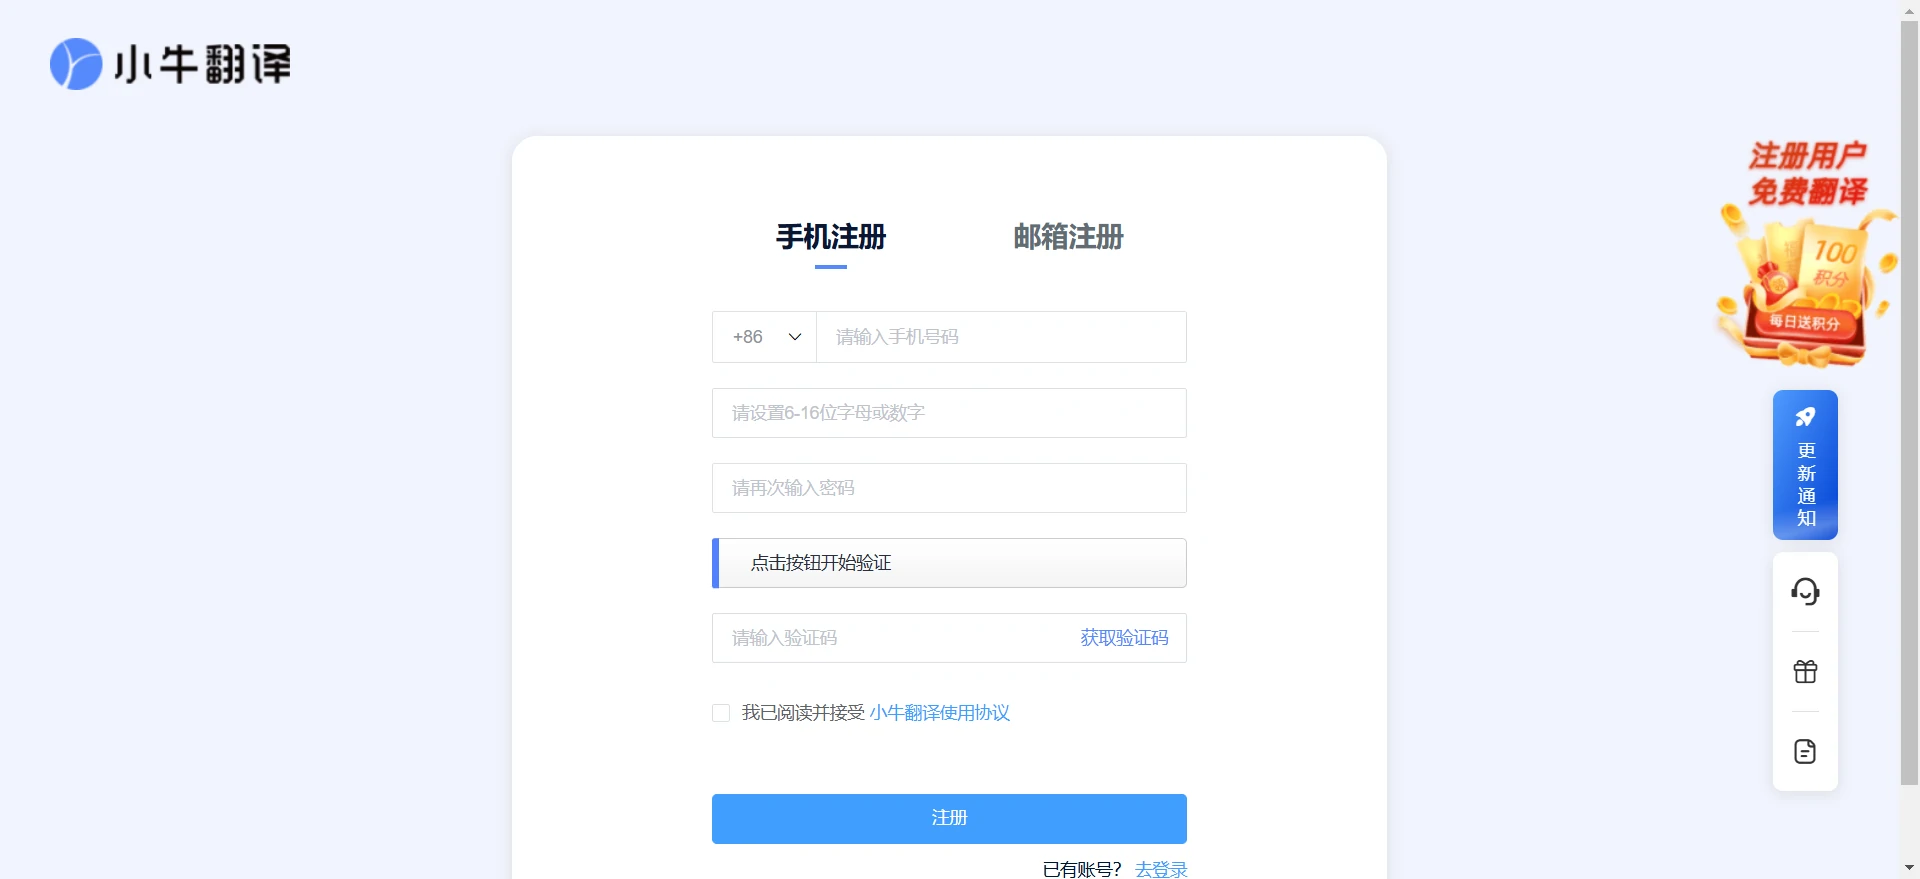 小牛翻译
手机注册
邮箱注册
+86
请输入手机号码
请设置6-16位字母或数字
请再次输入密码
点击按钮开始验证
请输入验证码
获取验证码
我已阅读并接受 小牛翻译使用协议
注册
已有账号? 去登录
注册用户
免费翻译
100
积分
每日送积分
更
新
通
知